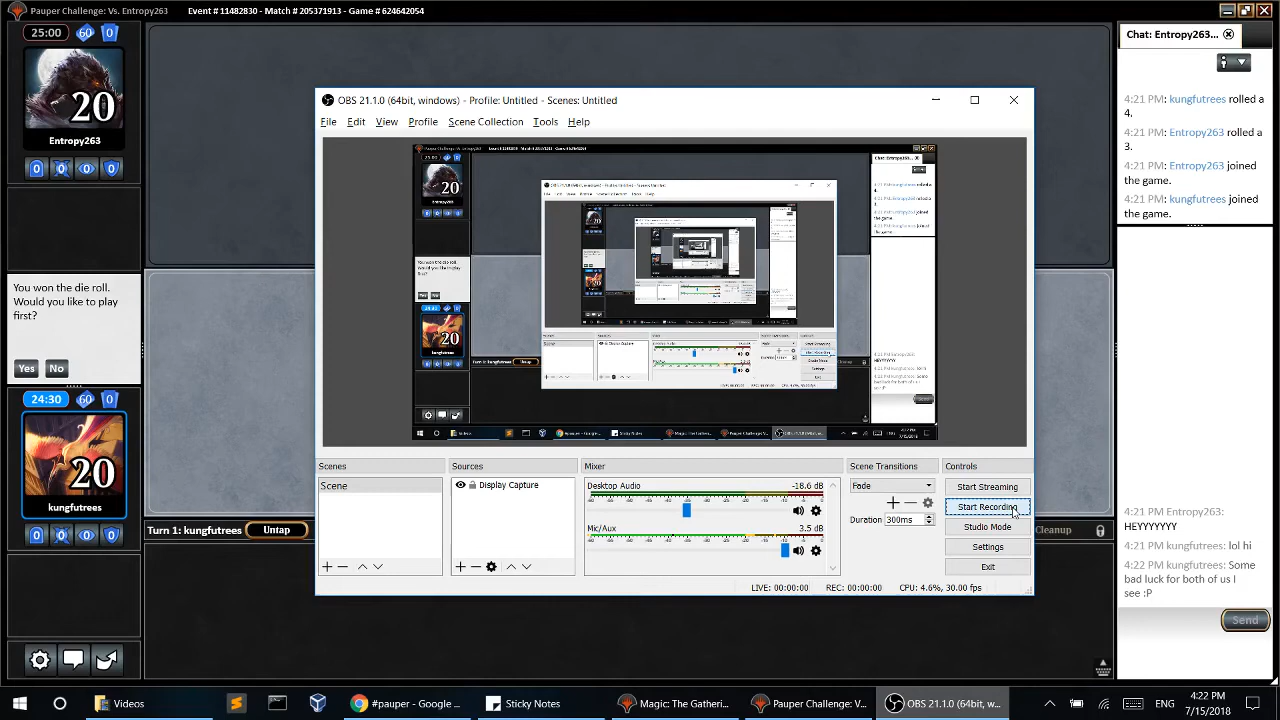 Pauper Challenge: Vs. Entropy263 Event # 11482830 - Match # 205371913 - Game # 624642054
25:00 60 0
20
Entropy263
0 0 0 0
You won the die roll.
Would you like to play
first?
Yes No
24:30 60 0
20
kungfutrees
0 0 0 0
Turn 1: kungfutrees Untap
Cleanup
OBS 21.1.0 (64bit, windows) - Profile: Untitled - Scenes: Untitled
File Edit View Profile Scene Collection Tools Help
Scenes
Scene
Sources
Display Capture
Mixer
Desktop Audio -18.6 dB
Mic/Aux 3.5 dB
Scene Transitions
Fade
Duration 300ms
Controls
Start Streaming
Start Recording
Studio Mode
Settings
Exit
LIVE: 00:00:00 REC: 00:00:00 CPU: 4.6%, 30.00 fps
Chat: Entropy263...
4:21 PM: kungfutrees rolled a
4.
4:21 PM: Entropy263 rolled a
3.
4:21 PM: Entropy263 joined
the game.
4:21 PM: kungfutrees joined
the game.
4:21 PM Entropy263:
HEYYYYYYY
4:21 PM kungfutrees: lol hi
4:22 PM kungfutrees: Some
bad luck for both of us I
see :P
Send
Videos #pauper - Google ... Sticky Notes Magic: The Gatheri... Pauper Challenge: V... OBS 21.1.0 (64bit, w... ENG
4:22 PM
7/15/2018